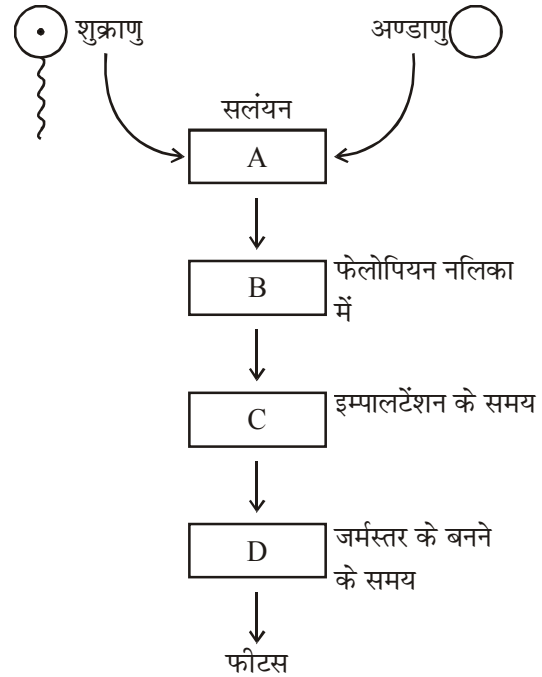 शुक्राणु
अण्डाणु
सलंयन
A
B
फेलोपियन नलिका
में
C
इम्पालटेंशन के समय
D
जर्मस्तर के बनने
के समय
फीटस